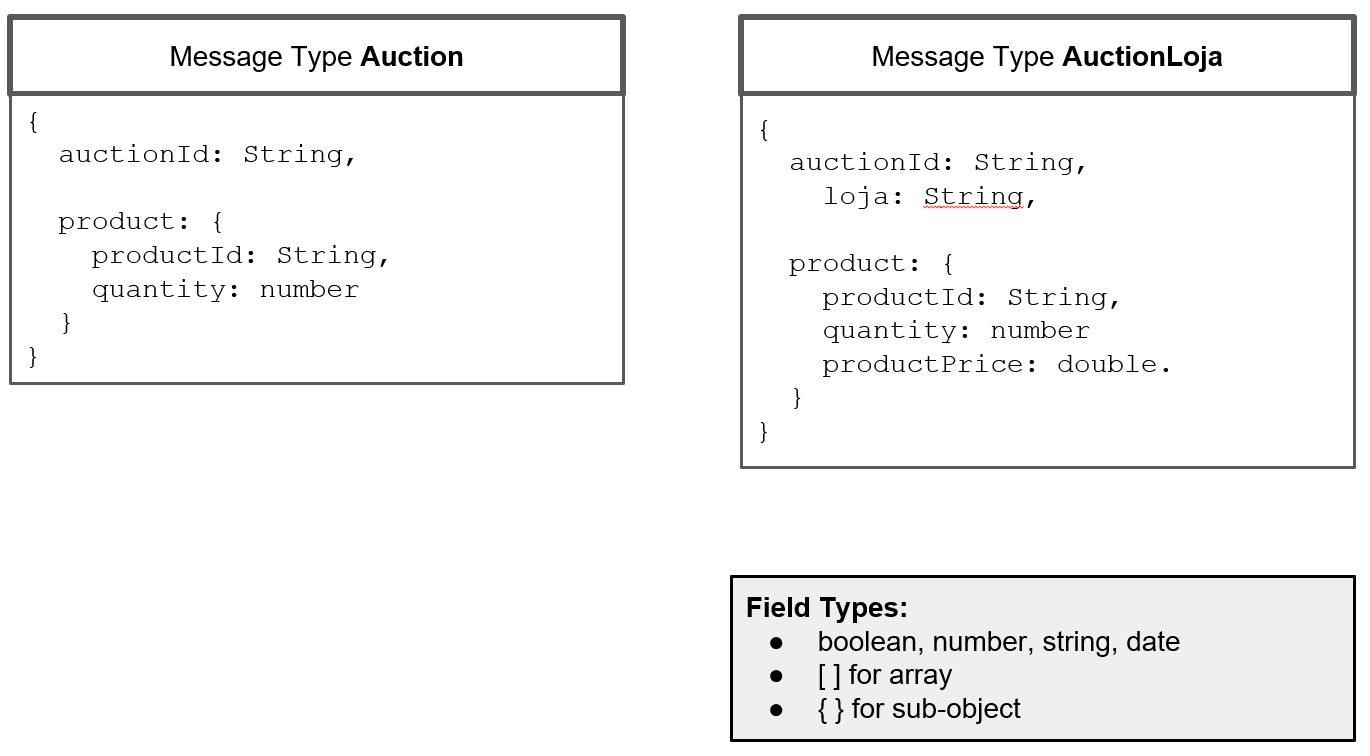 Message Type Auction
{
auctionId: String,
product: {
productId: String,
quantity: number
}
}
Message Type AuctionLoja
{
auctionId: String,
loja: String,
product: {
productId: String,
quantity: number
productPrice: double.
}
}
Field Types:
● boolean, number, string, date
● [ ] for array
● { } for sub-object